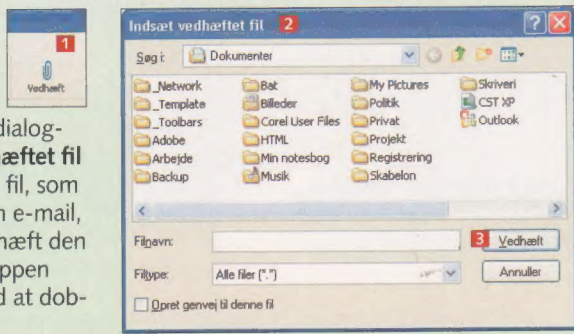 1
Vedhæft
dialog-
æftet fil
fil, som
n e-mail,
hæft den
ppen
d at dob-
Indsæt vedhæftet fil 2
Søg i: Dokumenter
_Network Bat My Pictures Skriveri
_Template Billeder Politik CST XP
_Toolbars Corel User Files Privat Outlook
Adobe HTML Projekt
Arbejde Min notesbog Registrering
Backup Musik Skabelon
Filnavn: 3 Vedhæft
Filtype: Alle filer (*.*) Annuller
Opret genvej til denne fil